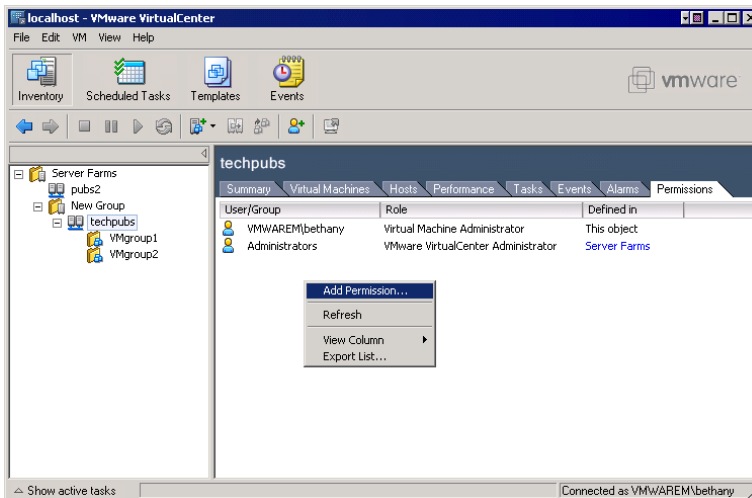 localhost - VMware VirtualCenter
File Edit VM View Help
Inventory Scheduled Tasks Templates Events
vmware
techpubs
Summary Virtual Machines Hosts Performance Tasks Events Alarms Permissions
Server Farms
pubs2
New Group
techpubs
VMgroup1
VMgroup2
User/Group Role Defined in
VMWAREM\bethany Virtual Machine Administrator This object
Administrators VMware VirtualCenter Administrator Server Farms
Add Permission...
Refresh
View Column
Export List...
Show active tasks Connected as VMWAREM\bethany